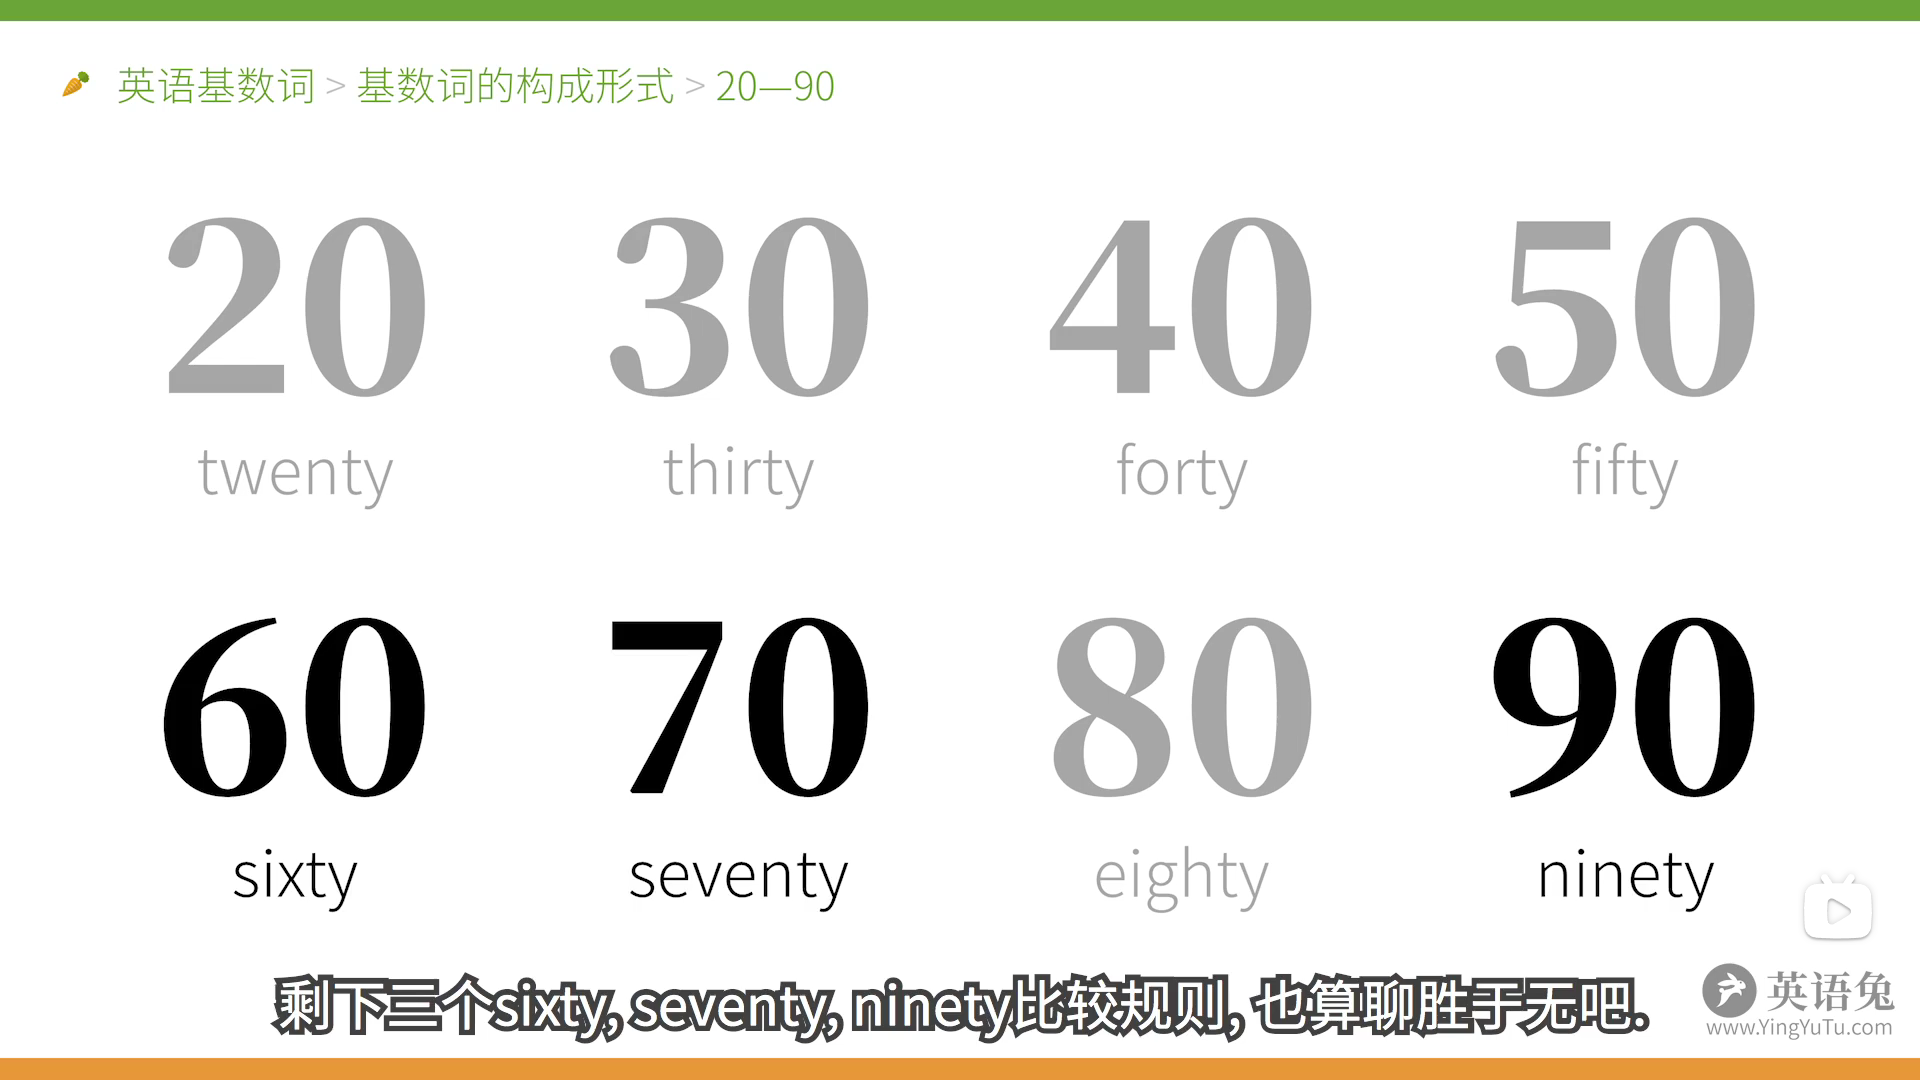 英语基数词 > 基数词的构成形式 > 20—90
20 30 40 50
twenty thirty forty fifty
60 70 80 90
sixty seventy eighty ninety
剩下三个sixty, seventy, ninety比较规则, 也算聊胜于无吧.
英语兔
www.YingYuTu.com